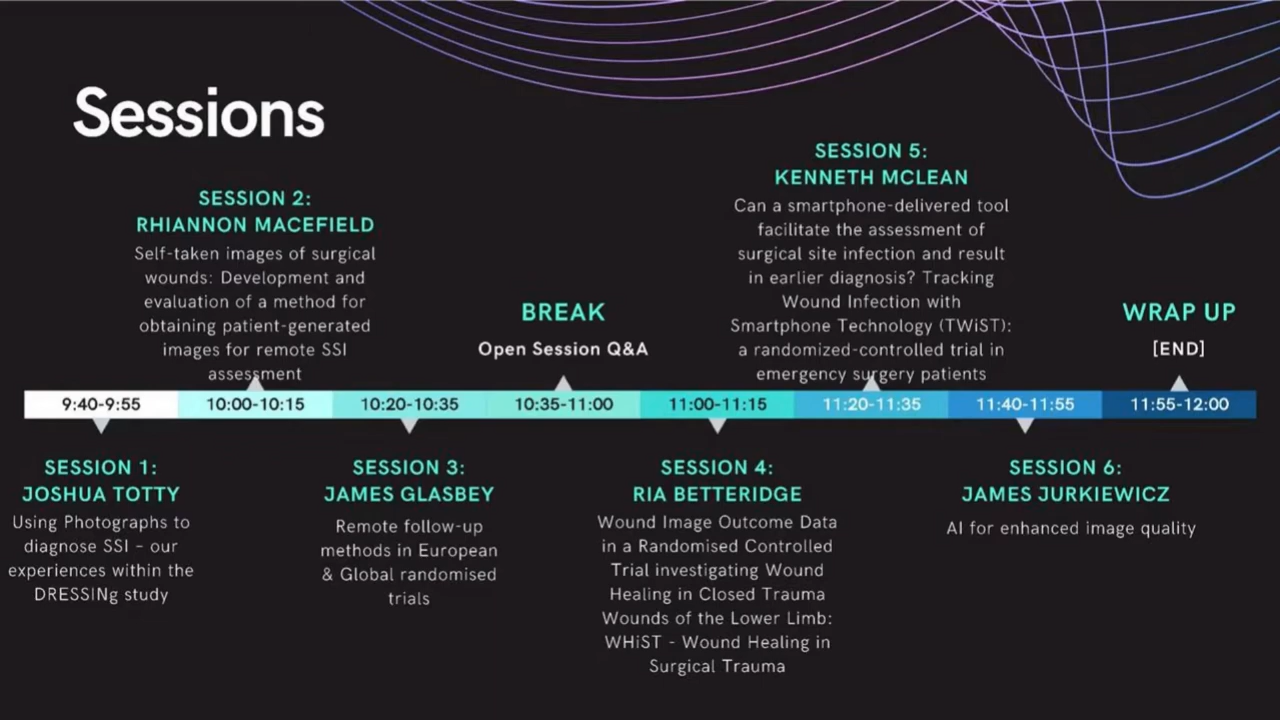 Sessions
SESSION 2:
RHIANNON MACEFIELD
Self-taken images of surgical
wounds: Development and
evaluation of a method for
obtaining patient-generated
images for remote SSI
assessment
BREAK
Open Session Q&A
SESSION 5:
KENNETH MCLEAN
Can a smartphone-delivered tool
facilitate the assessment of
surgical site infection and result
in earlier diagnosis? Tracking
Wound Infection with
Smartphone Technology (TWiST):
a randomized-controlled trial in
emergency surgery patients
WRAP UP
[END]
9:40-9:55
10:00-10:15
10:20-10:35
10:35-11:00
11:00-11:15
11:20-11:35
11:40-11:55
11:55-12:00
SESSION 1:
JOSHUA TOTTY
Using Photographs to
diagnose SSI – our
experiences within the
DRESSINg study
SESSION 3:
JAMES GLASBEY
Remote follow-up
methods in European
& Global randomised
trials
SESSION 4:
RIA BETTERIDGE
Wound Image Outcome Data
in a Randomised Controlled
Trial investigating Wound
Healing in Closed Trauma
Wounds of the Lower Limb:
WHiST - Wound Healing in
Surgical Trauma
SESSION 6:
JAMES JURKIEWICZ
AI for enhanced image quality